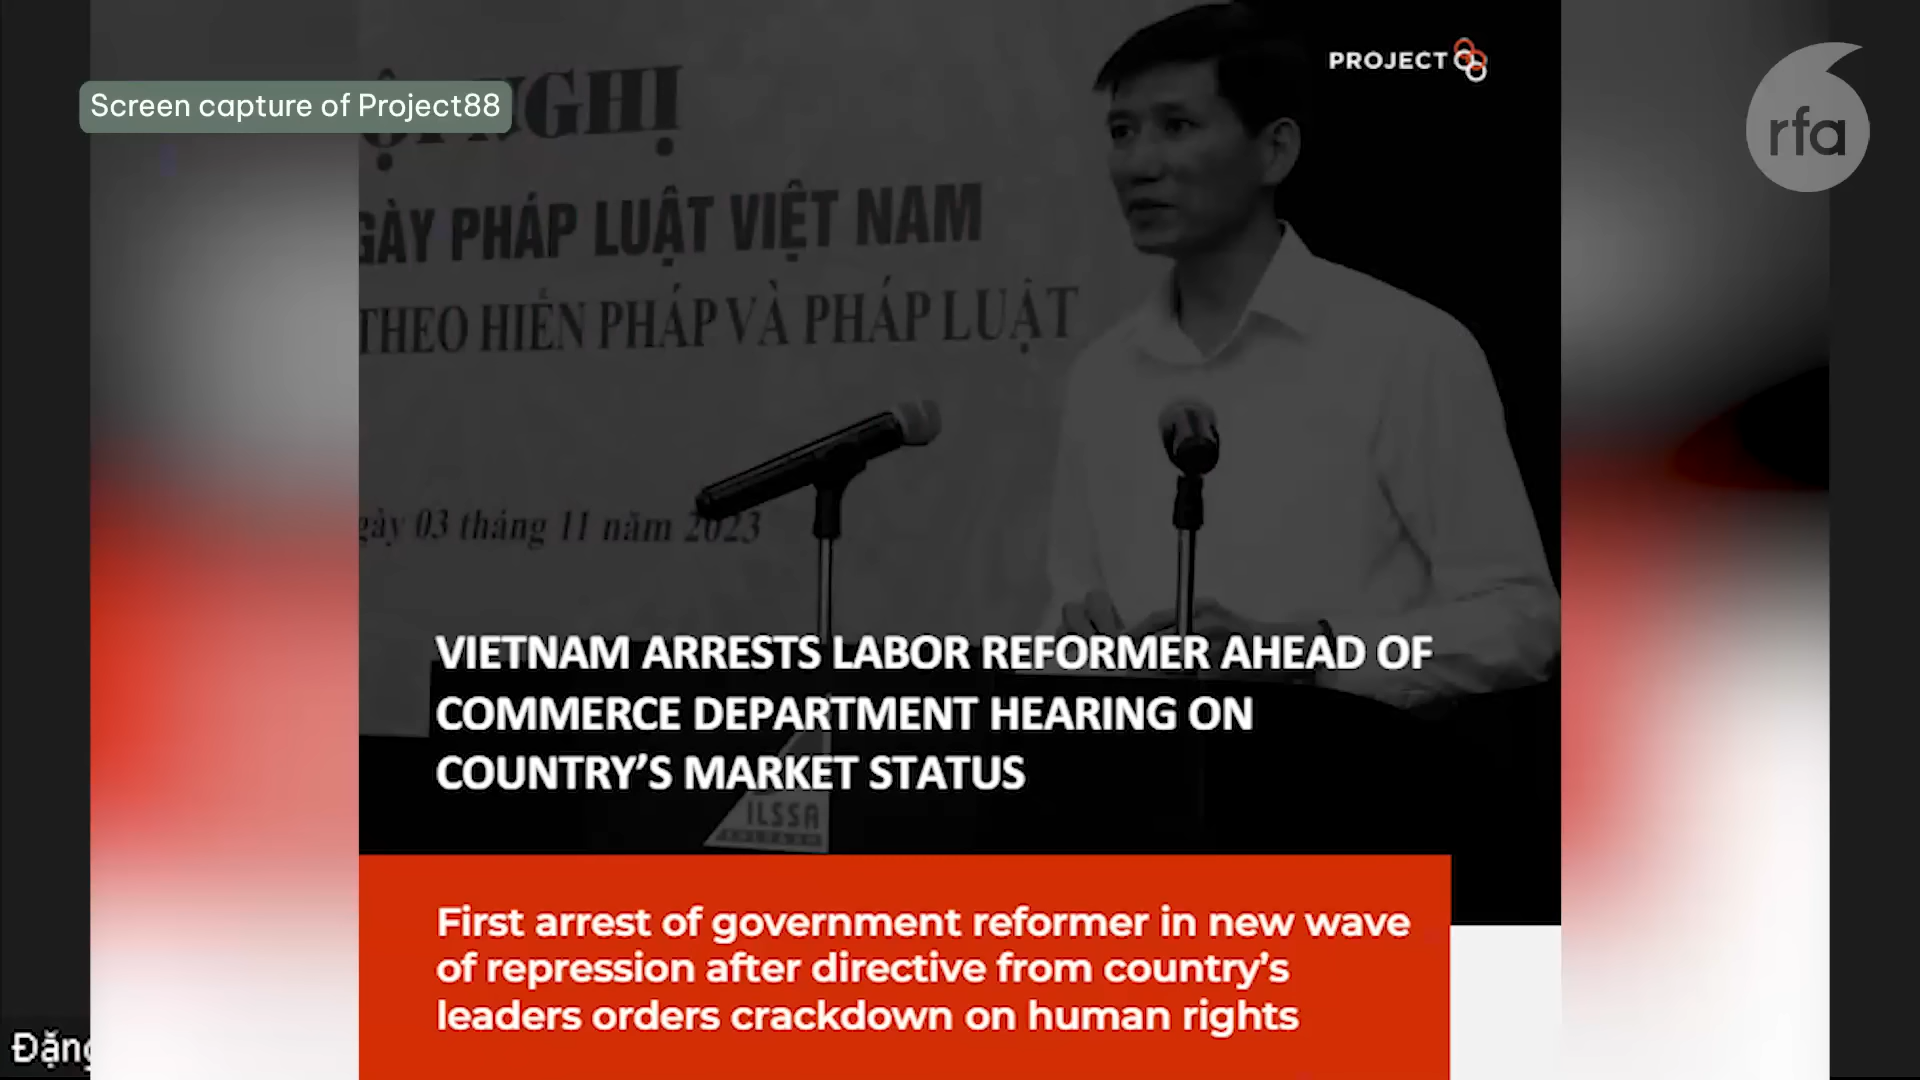 PROJECT
Screen capture of Project88
rfa
NGHỊ
GÀY PHÁP LUẬT VIỆT NAM
THEO HIẾN PHÁP VÀ PHÁP LUẬT
gày 03 tháng 11 năm 2023
VIETNAM ARRESTS LABOR REFORMER AHEAD OF
COMMERCE DEPARTMENT HEARING ON
COUNTRY’S MARKET STATUS
ILSSA
First arrest of government reformer in new wave
of repression after directive from country’s
leaders orders crackdown on human rights
Đặng